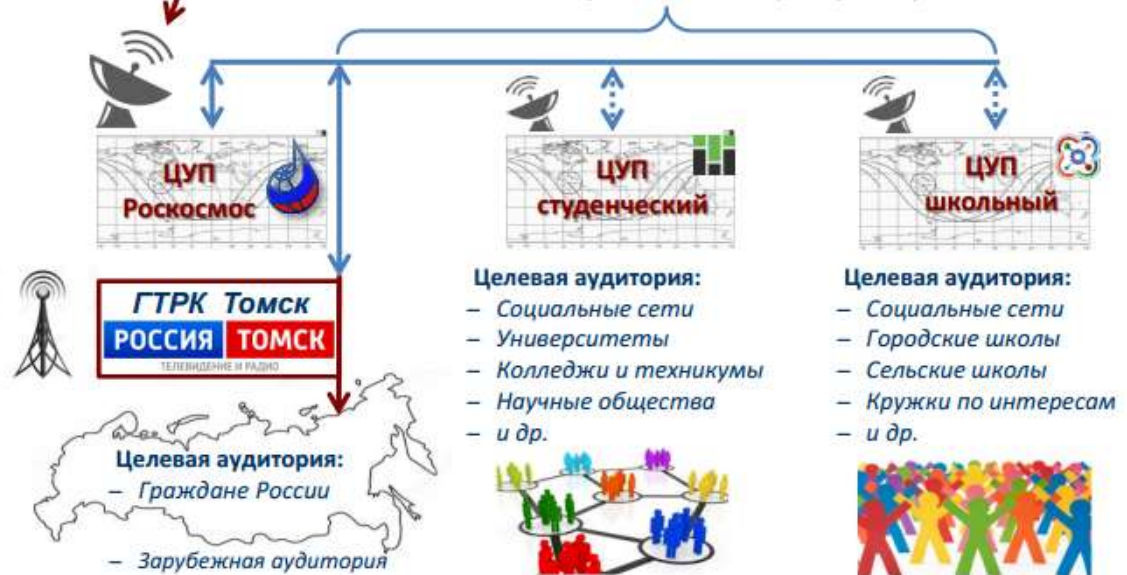 ЦУП
Роскосмос
ЦУП
студенческий
ЦУП
школьный
ГТРК Томск
РОССИЯ ТОМСК
ТЕЛЕВИДЕНИЕ И РАДИО
Целевая аудитория:
– Граждане России
– Зарубежная аудитория
Целевая аудитория:
– Социальные сети
– Университеты
– Колледжи и техникумы
– Научные общества
– и др.
Целевая аудитория:
– Социальные сети
– Городские школы
– Сельские школы
– Кружки по интересам
– и др.